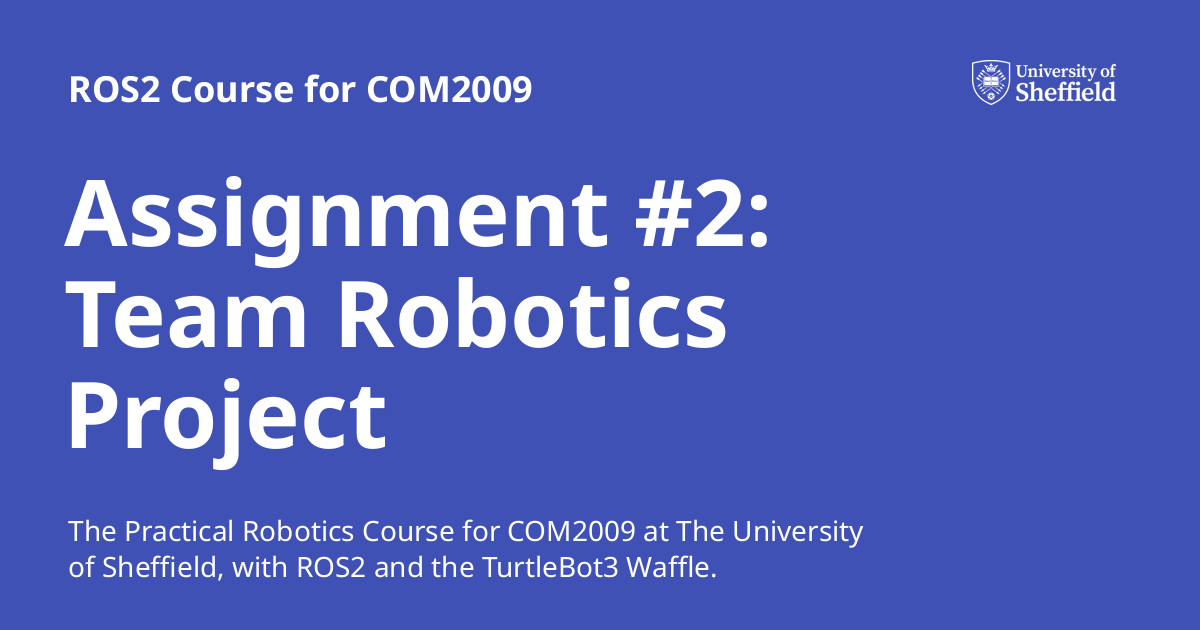 ROS2 Course for COM2009
University of
Sheffield
Assignment #2:
Team Robotics
Project
The Practical Robotics Course for COM2009 at The University
of Sheffield, with ROS2 and the TurtleBot3 Waffle.